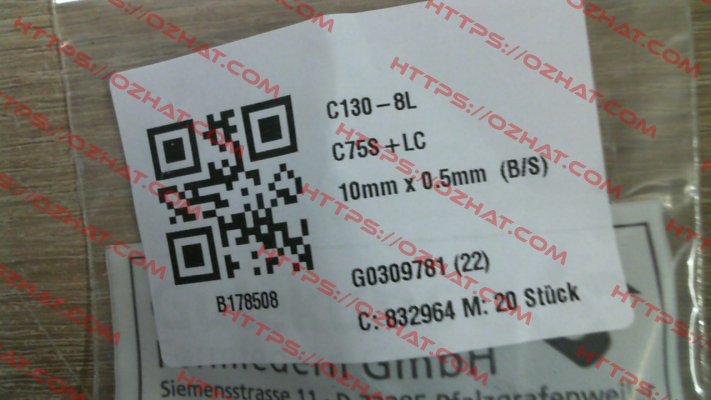 C130-8L
C75S+LC
10mm x 0.5mm (B/S)
G0309781 (22)
B178508
C: 832964 M: 20 Stück
GmbH
Siemensstrasse 11
HTTPS://OZHAT.COM